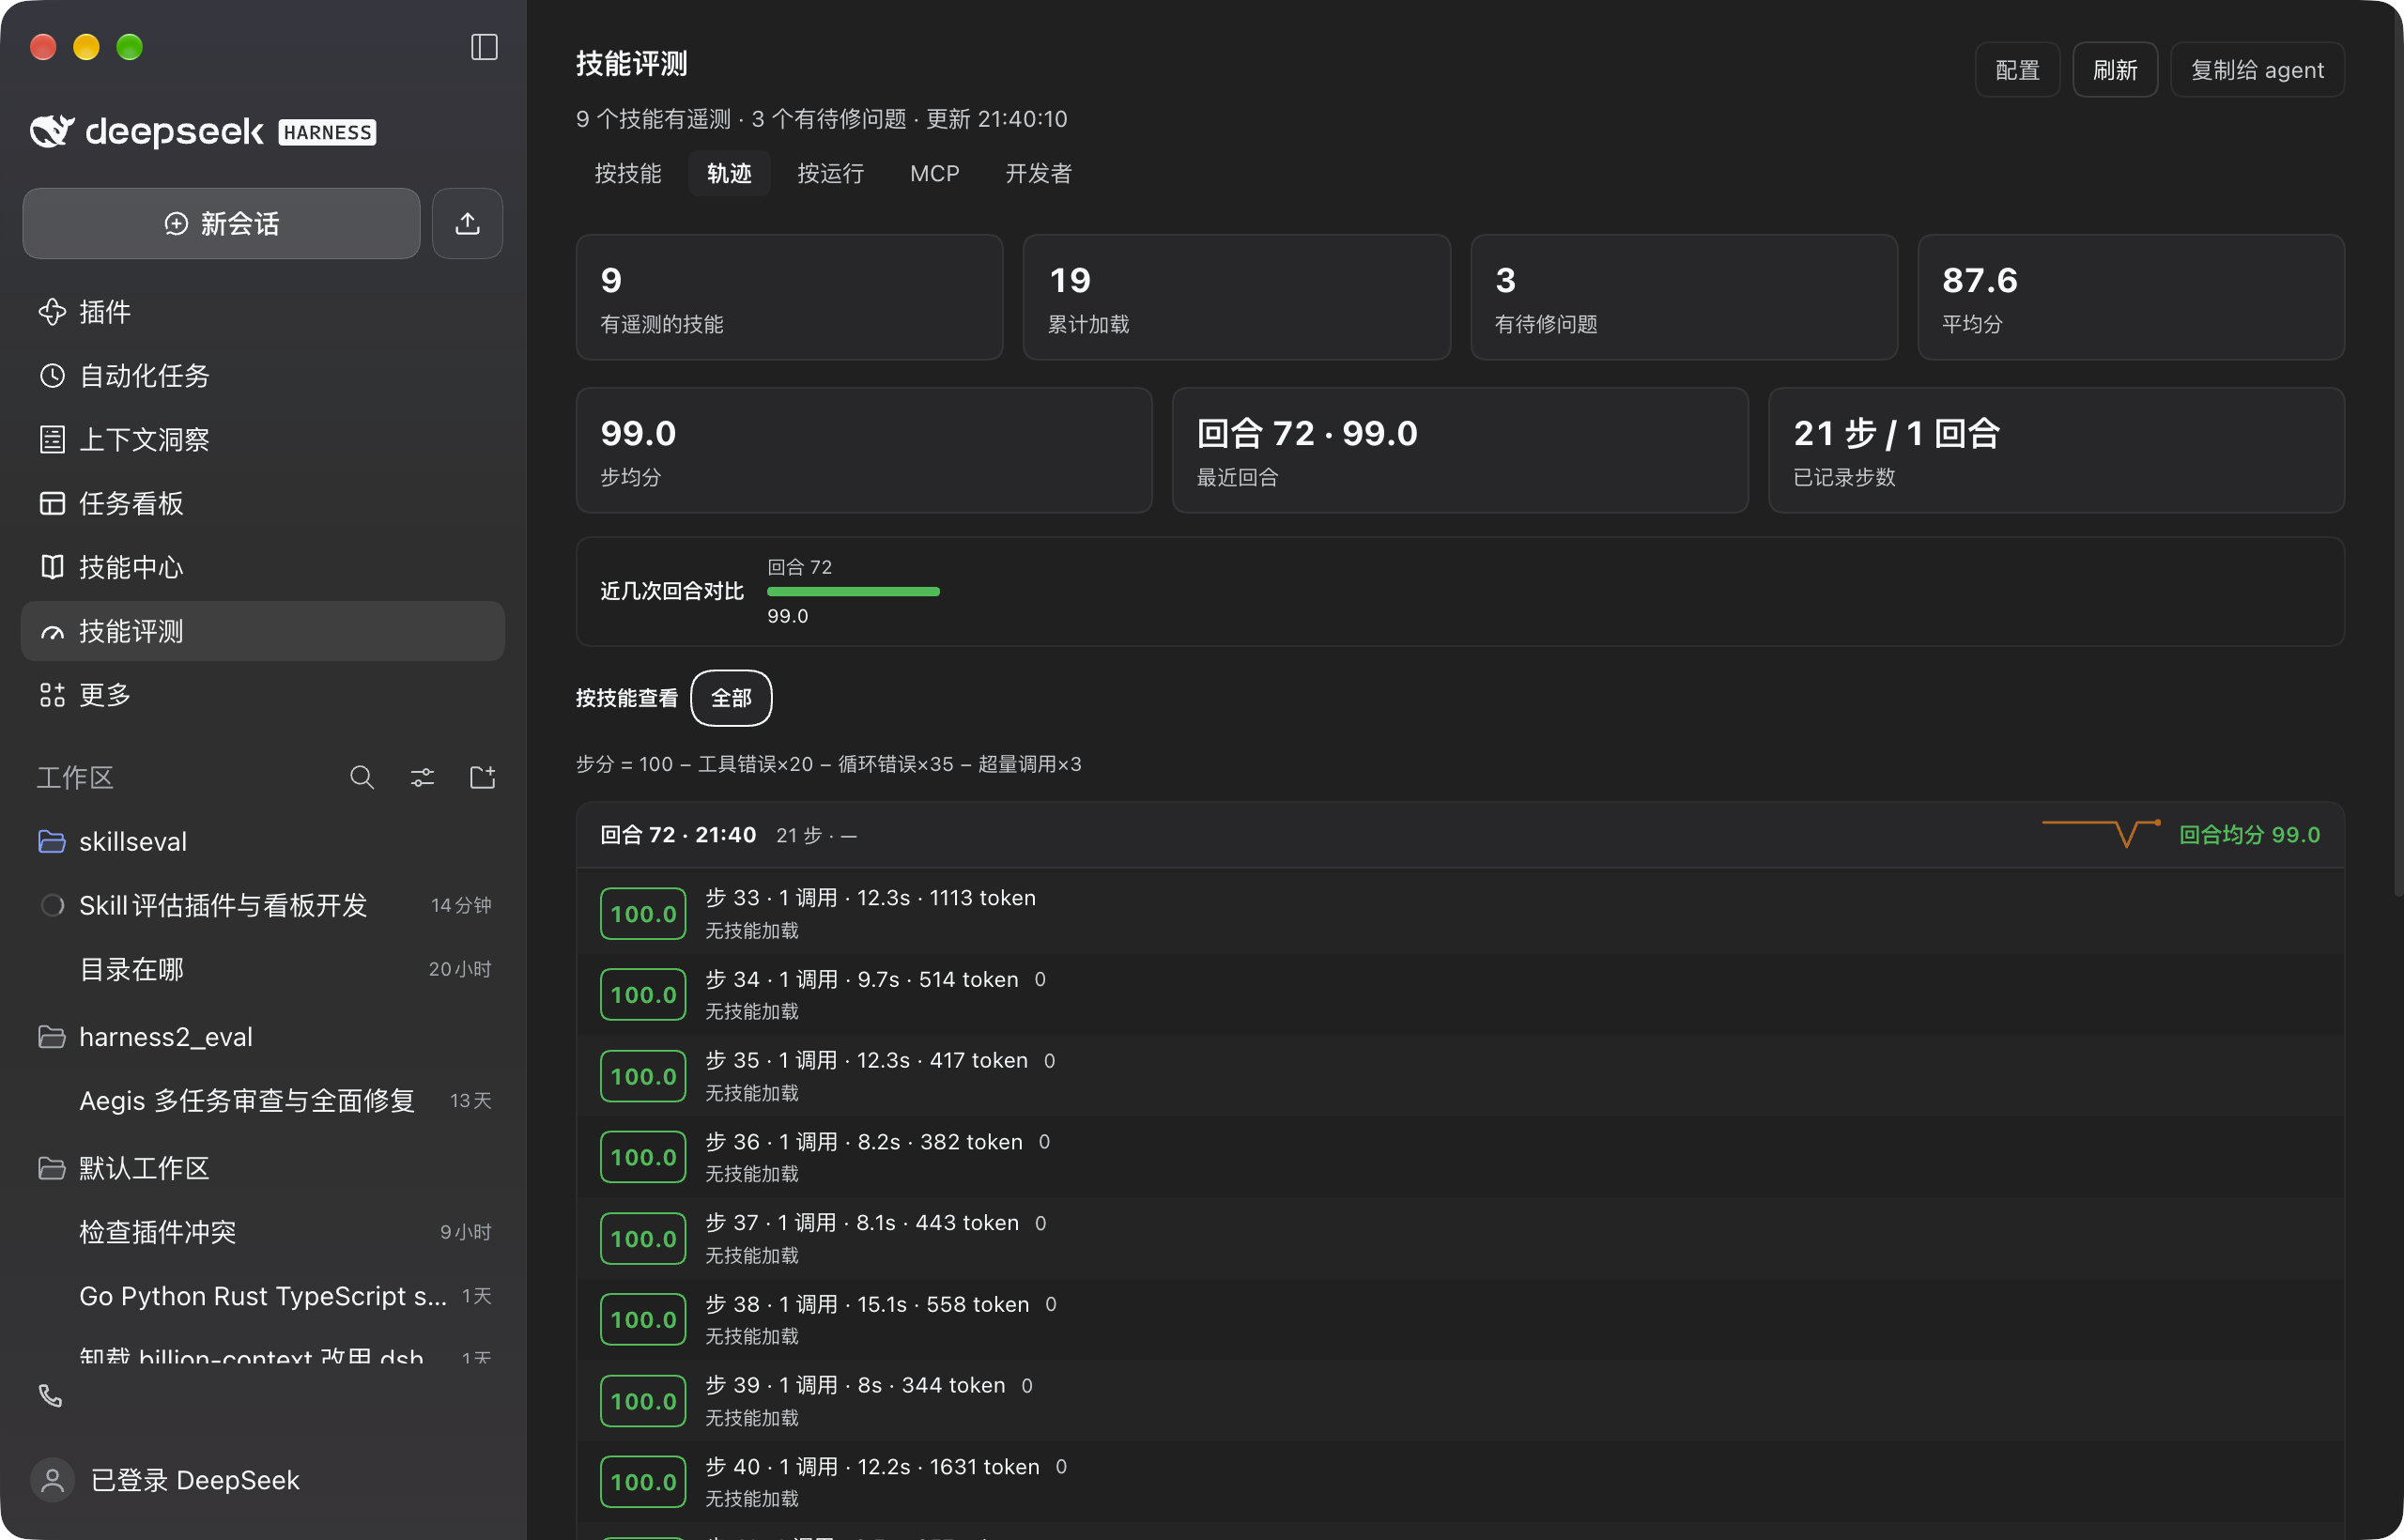 deepseek HARNESS
新会话
插件
自动化任务
上下文洞察
任务看板
技能中心
技能评测
更多
工作区
skillseval
Skill 评估插件与看板开发 14 分钟
目录在哪 20 小时
harness2_eval
Aegis 多任务审查与全面修复 13 天
默认工作区
检查插件冲突 9 小时
Go Python Rust TypeScript s... 1 天
卸载 billion-context 改用 dsh 1 天
已登录 DeepSeek
技能评测
配置 刷新 复制给 agent
9 个技能有遥测 · 3 个有待修问题 · 更新 21:40:10
按技能 轨迹 按运行 MCP 开发者
9
有遥测的技能
19
累计加载
3
有待修问题
87.6
平均分
99.0
步均分
回合 72 · 99.0
最近回合
21 步 / 1 回合
已记录步数
近几次回合对比
回合 72
99.0
按技能查看 全部
步分 = 100 − 工具错误×20 − 循环错误×35 − 超量调用×3
回合 72 · 21:40 21 步 · — 回合均分 99.0
100.0 步 33 · 1 调用 · 12.3s · 1113 token
无技能加载
100.0 步 34 · 1 调用 · 9.7s · 514 token 0
无技能加载
100.0 步 35 · 1 调用 · 12.3s · 417 token 0
无技能加载
100.0 步 36 · 1 调用 · 8.2s · 382 token 0
无技能加载
100.0 步 37 · 1 调用 · 8.1s · 443 token 0
无技能加载
100.0 步 38 · 1 调用 · 15.1s · 558 token 0
无技能加载
100.0 步 39 · 1 调用 · 8s · 344 token 0
无技能加载
100.0 步 40 · 1 调用 · 12.2s · 1631 token 0
无技能加载